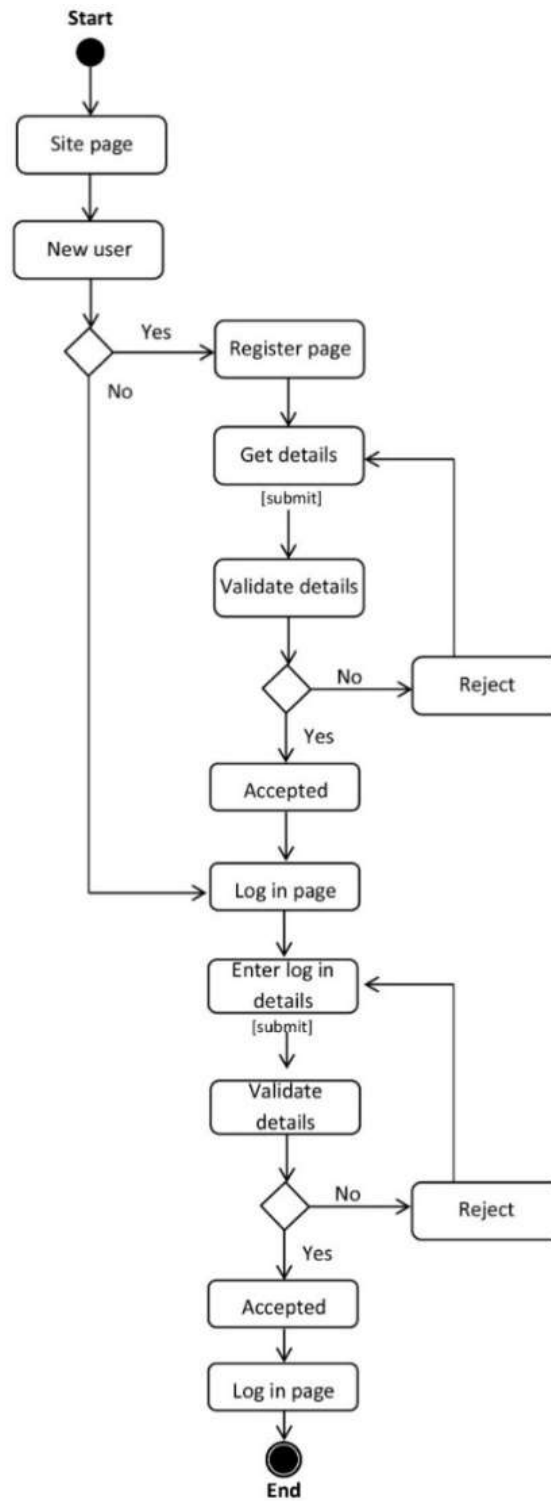 Start
Site page
New user
Yes
Register page
No
Get details
[submit]
Validate details
No
Reject
Yes
Accepted
Log in page
Enter log in
details
[submit]
Validate
details
No
Reject
Yes
Accepted
Log in page
End